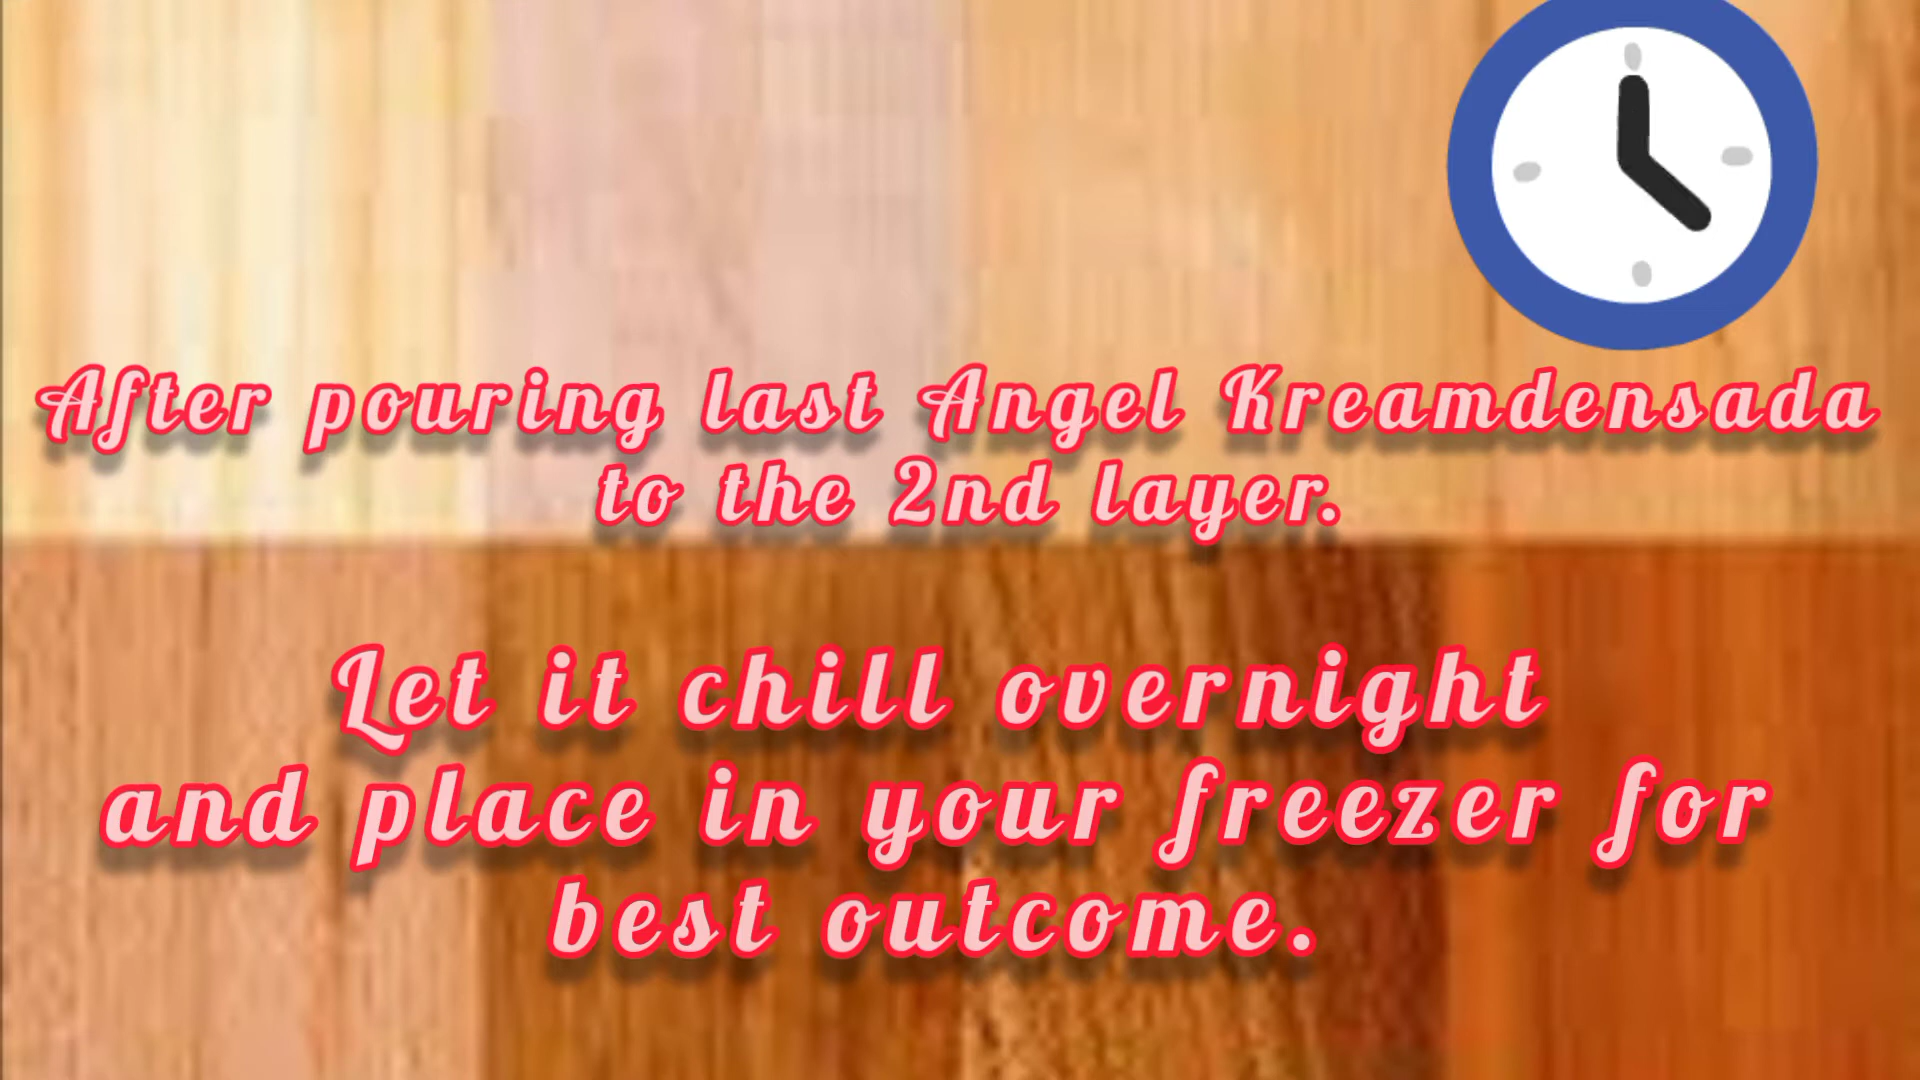 After pouring last Angel Kreamdensada
to the 2nd layer.
Let it chill overnight
and place in your freezer for
best outcome.